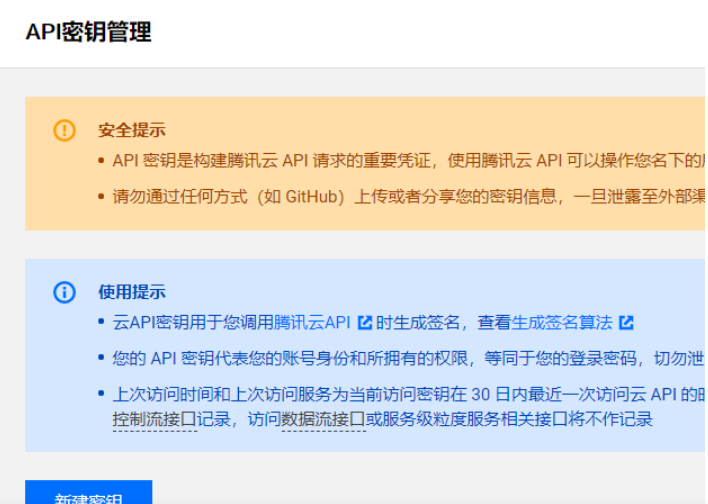 API密钥管理
安全提示
API 密钥是构建腾讯云 API 请求的重要凭证，使用腾讯云 API 可以操作您名下的
请勿通过任何方式（如 GitHub）上传或者分享您的密钥信息，一旦泄露至外部渠
使用提示
云API密钥用于您调用腾讯云API 时生成签名，查看生成签名算法
您的 API 密钥代表您的账号身份和所拥有的权限，等同于您的登录密码，切勿泄
上次访问时间和上次访问服务为当前访问密钥在 30 日内最近一次访问云 API 的
控制流接口记录，访问数据流接口或服务级粒度服务相关接口将不作记录
新建密钥